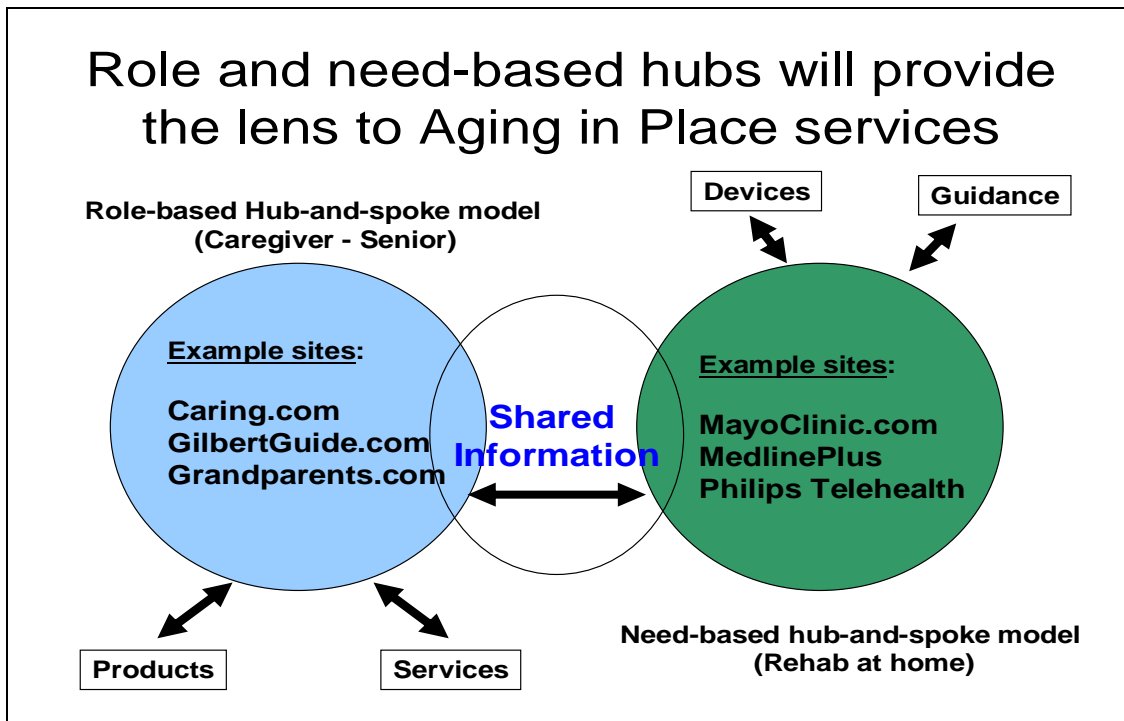 Role and need-based hubs will provide
the lens to Aging in Place services
Role-based Hub-and-spoke model
(Caregiver - Senior)
Devices
Guidance
Example sites:
Caring.com
GilbertGuide.com
Grandparents.com
Shared
Information
Example sites:
MayoClinic.com
MedlinePlus
Philips Telehealth
Products
Services
Need-based hub-and-spoke model
(Rehab at home)